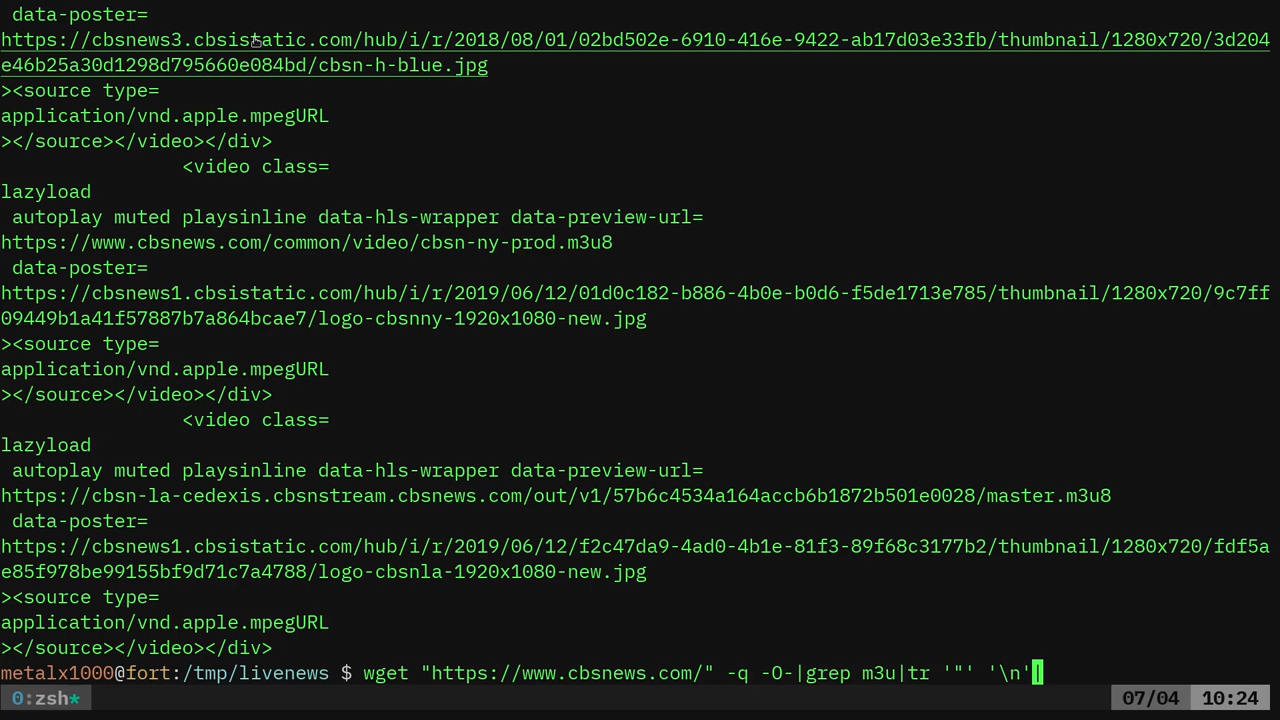 data-poster=
https://cbsnews3.cbsistatic.com/hub/i/r/2018/08/01/02bd502e-6910-416e-9422-ab17d03e33fb/thumbnail/1280x720/3d204
e46b25a30d1298d795660e084bd/cbsn-h-blue.jpg
><source type=
application/vnd.apple.mpegURL
></source></video></div>
<video class=
lazyload
autoplay muted playsinline data-hls-wrapper data-preview-url=
https://www.cbsnews.com/common/video/cbsn-ny-prod.m3u8
data-poster=
https://cbsnews1.cbsistatic.com/hub/i/r/2019/06/12/01d0c182-b886-4b0e-b0d6-f5de1713e785/thumbnail/1280x720/9c7ff
09449b1a41f57887b7a864bcae7/logo-cbsnny-1920x1080-new.jpg
><source type=
application/vnd.apple.mpegURL
></source></video></div>
<video class=
lazyload
autoplay muted playsinline data-hls-wrapper data-preview-url=
https://cbsn-la-cedexis.cbsnstream.cbsnews.com/out/v1/57b6c4534a164accb6b1872b501e0028/master.m3u8
data-poster=
https://cbsnews1.cbsistatic.com/hub/i/r/2019/06/12/f2c47da9-4ad0-4b1e-81f3-89f68c3177b2/thumbnail/1280x720/fdf5a
e85f978be99155bf9d71c7a4788/logo-cbsnla-1920x1080-new.jpg
><source type=
application/vnd.apple.mpegURL
></source></video></div>
metalx1000@fort:/tmp/livenews $ wget "https://www.cbsnews.com/" -q -O-|grep m3u|tr '"' '\n'|
0:zsh* 07/04 10:24